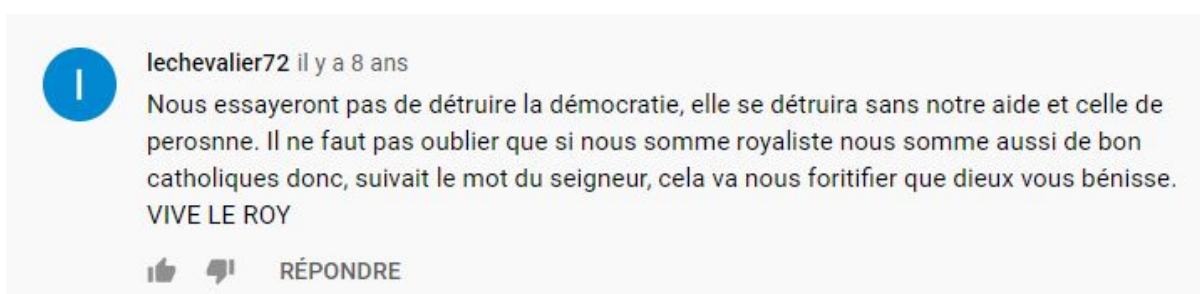 lechevalier72 il y a 8 ans
I
Nous essayeront pas de détruire la démocratie, elle se détruira sans notre aide et celle de
perosnne. Il ne faut pas oublier que si nous somme royaliste nous somme aussi de bon
catholiques donc, suivait le mot du seigneur, cela va nous foritifier que dieux vous bénisse.
VIVE LE ROY
RÉPONDRE